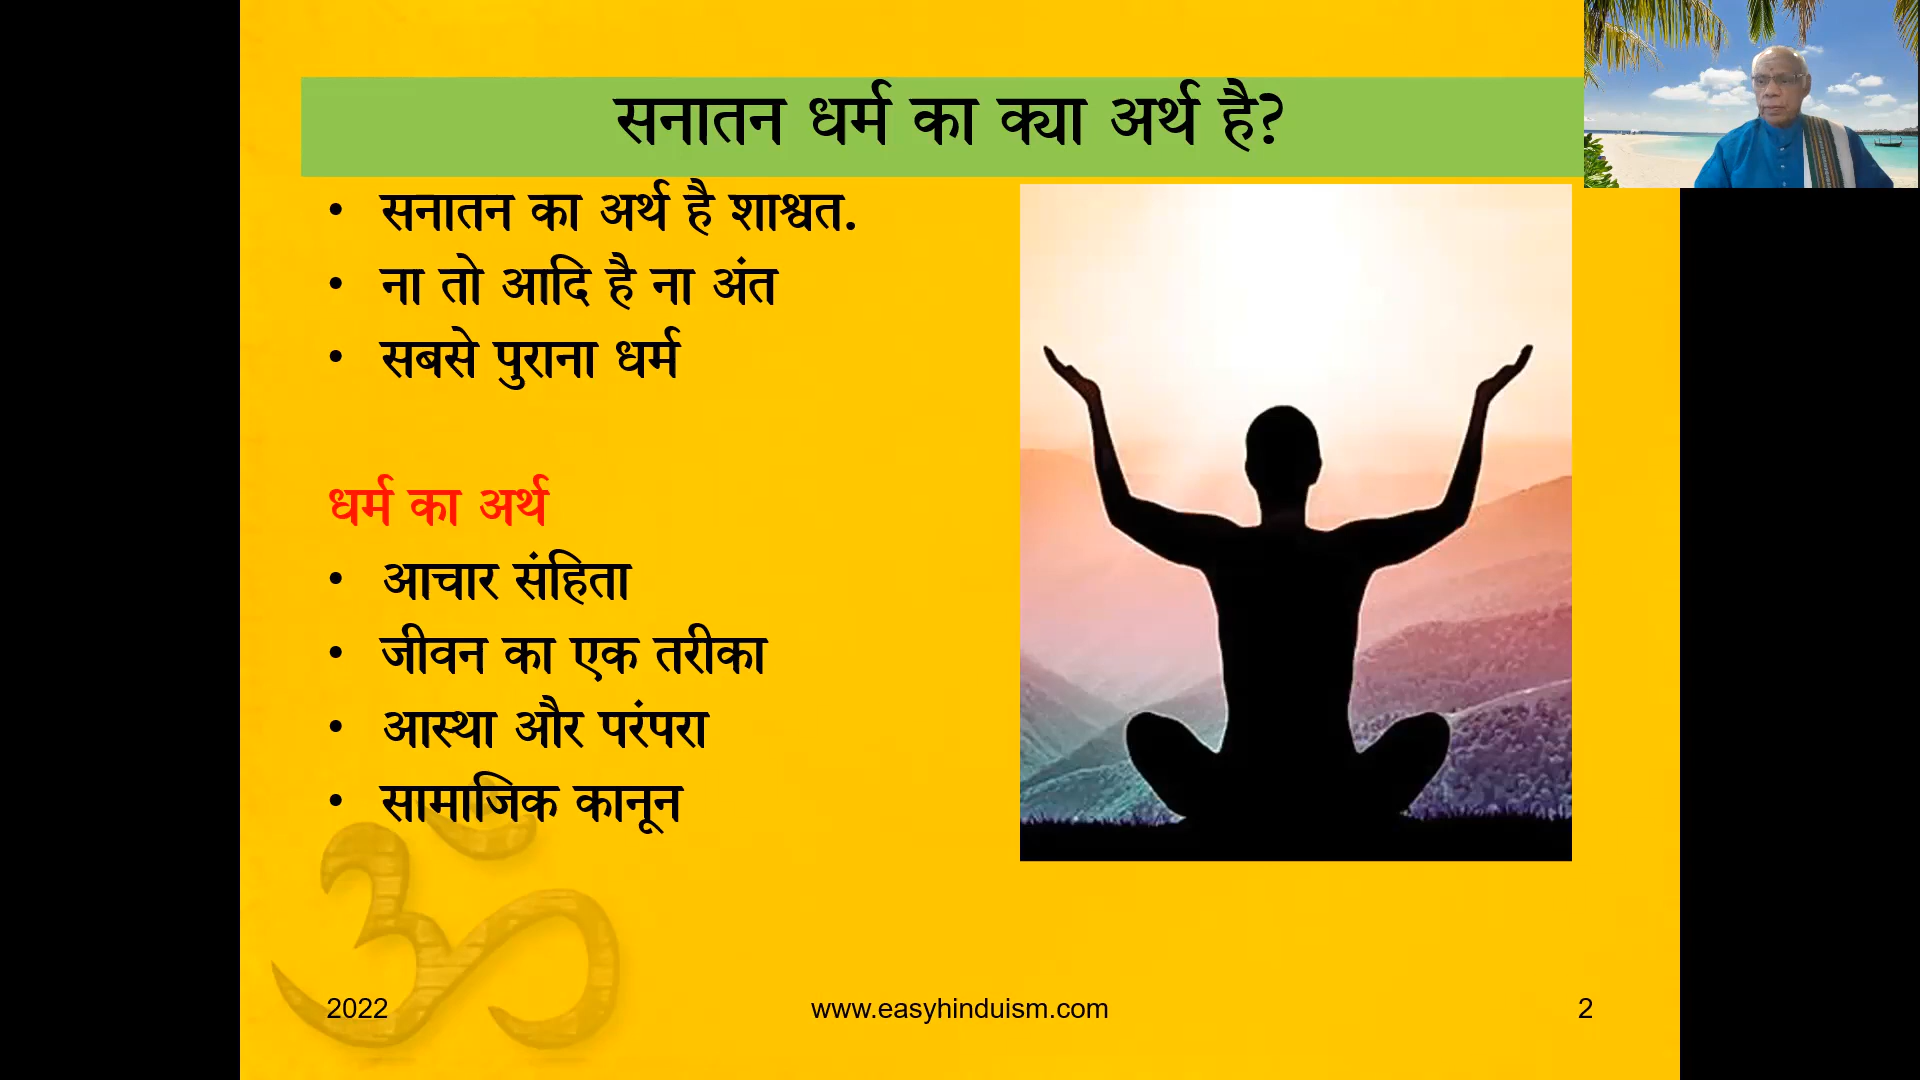 सनातन धर्म का क्या अर्थ है?
• सनातन का अर्थ है शाश्वत.
• ना तो आदि है ना अंत
• सबसे पुराना धर्म
धर्म का अर्थ
• आचार संहिता
• जीवन का एक तरीका
• आस्था और परंपरा
• सामाजिक कानून
ॐ
2022 www.easyhinduism.com 2